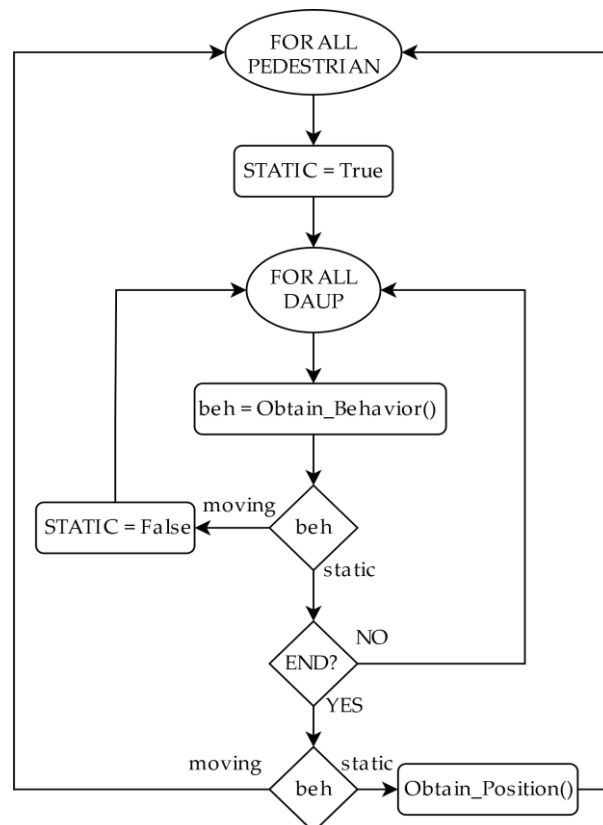 FOR ALL
PEDESTRIAN
STATIC = True
FOR ALL
DAUP
beh = Obtain_Behavior()
moving
STATIC = False
beh
static
NO
END?
YES
moving
static
beh
Obtain_Position()